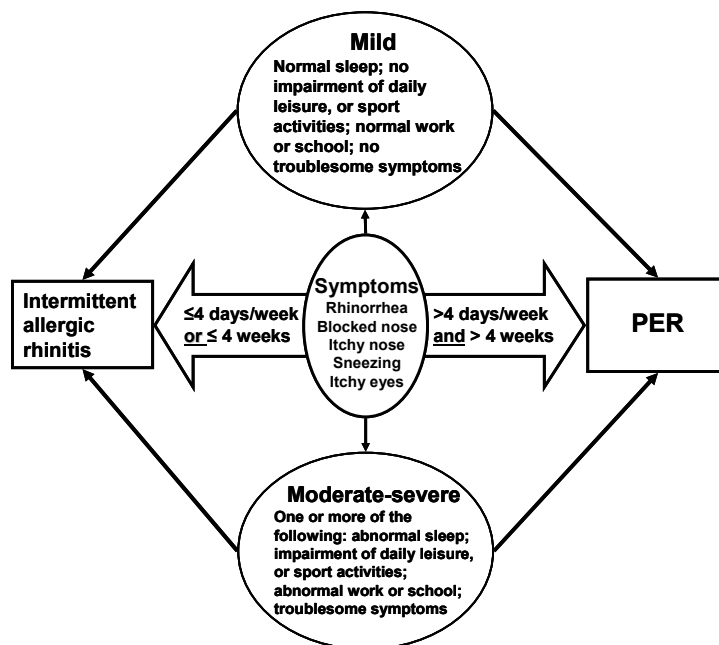 Mild
Normal sleep; no
impairment of daily
leisure, or sport
activities; normal work
or school; no
troublesome symptoms
Intermittent
allergic
rhinitis
≤4 days/week
or ≤ 4 weeks
Symptoms
Rhinorrhea
Blocked nose
Itchy nose
Sneezing
Itchy eyes
>4 days/week
and > 4 weeks
PER
Moderate-severe
One or more of the
following: abnormal sleep;
impairment of daily leisure,
or sport activities;
abnormal work or school;
troublesome symptoms